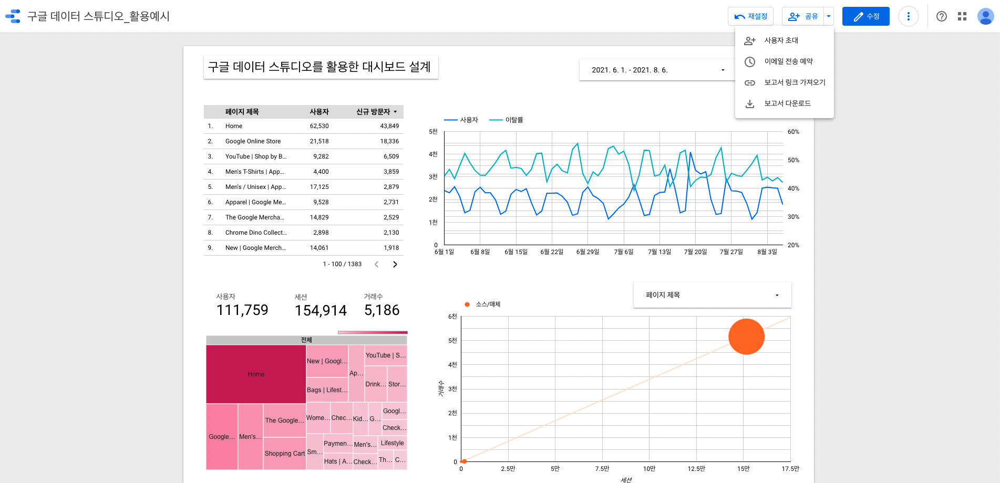 구글 데이터 스튜디오_활용예시
재설정
공유
수정
사용자 초대
이메일 전송 예약
보고서 링크 가져오기
보고서 다운로드
구글 데이터 스튜디오를 활용한 대시보드 설계
2021. 6. 1. - 2021. 8. 6.
페이지 제목 사용자 신규 방문자
1. Home 62,530 43,849
2. Google Online Store 21,518 18,336
3. YouTube | Shop by B... 9,282 6,509
4. Men's T-Shirts | App... 4,400 3,859
5. Men's / Unisex | App... 17,125 2,879
6. Apparel | Google Me... 9,528 2,731
7. The Google Mercha... 14,829 2,529
8. Chrome Dino Collect... 2,898 2,130
9. New | Google Merch... 14,061 1,918
1 - 100 / 1383
사용자 이탈률
5천
4천
3천
2천
1천
0
60%
50%
40%
30%
20%
6월 1일 6월 8일 6월 15일 6월 22일 6월 29일 7월 6일 7월 13일 7월 20일 7월 27일 8월 3일
사용자
111,759
세션
154,914
거래수
5,186
전체
Home
New | Googl...
Bags | Lifest...
Ap...
YouTube | S...
Drink...
Stor...
Google...
Men's...
The Google...
Shopping Cart
Wome...
Chec...
Kid...
G...
Googl...
Check...
Sm...
Paymen...
Hats | A...
Men's...
Check...
Lifestyle
Th...
C...
페이지 제목
소스/매체
거래수
6천
5천
4천
3천
2천
1천
0
0 2.5만 5만 7.5만 10만 12.5만 15만 17.5만
세션